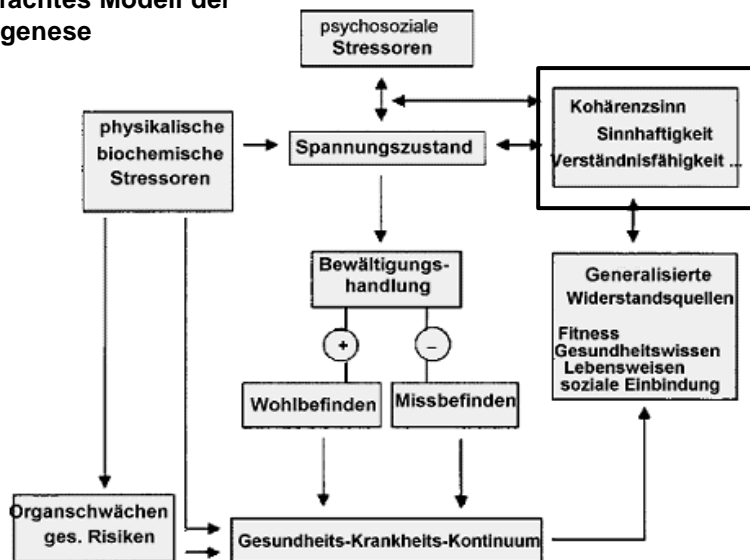 fachtes Modell der
genese
psychosoziale
Stressoren
physikalische
biochemische
Stressoren
Spannungszustand
Kohärenzsinn
Sinnhaftigkeit
Verständnisfähigkeit ...
Bewältigungs-
handlung
+
–
Wohlbefinden
Missbefinden
Generalisierte
Widerstandsquellen
Fitness
Gesundheitswissen
Lebensweisen
soziale Einbindung
Organschwächen
ges. Risiken
Gesundheits-Krankheits-Kontinuum